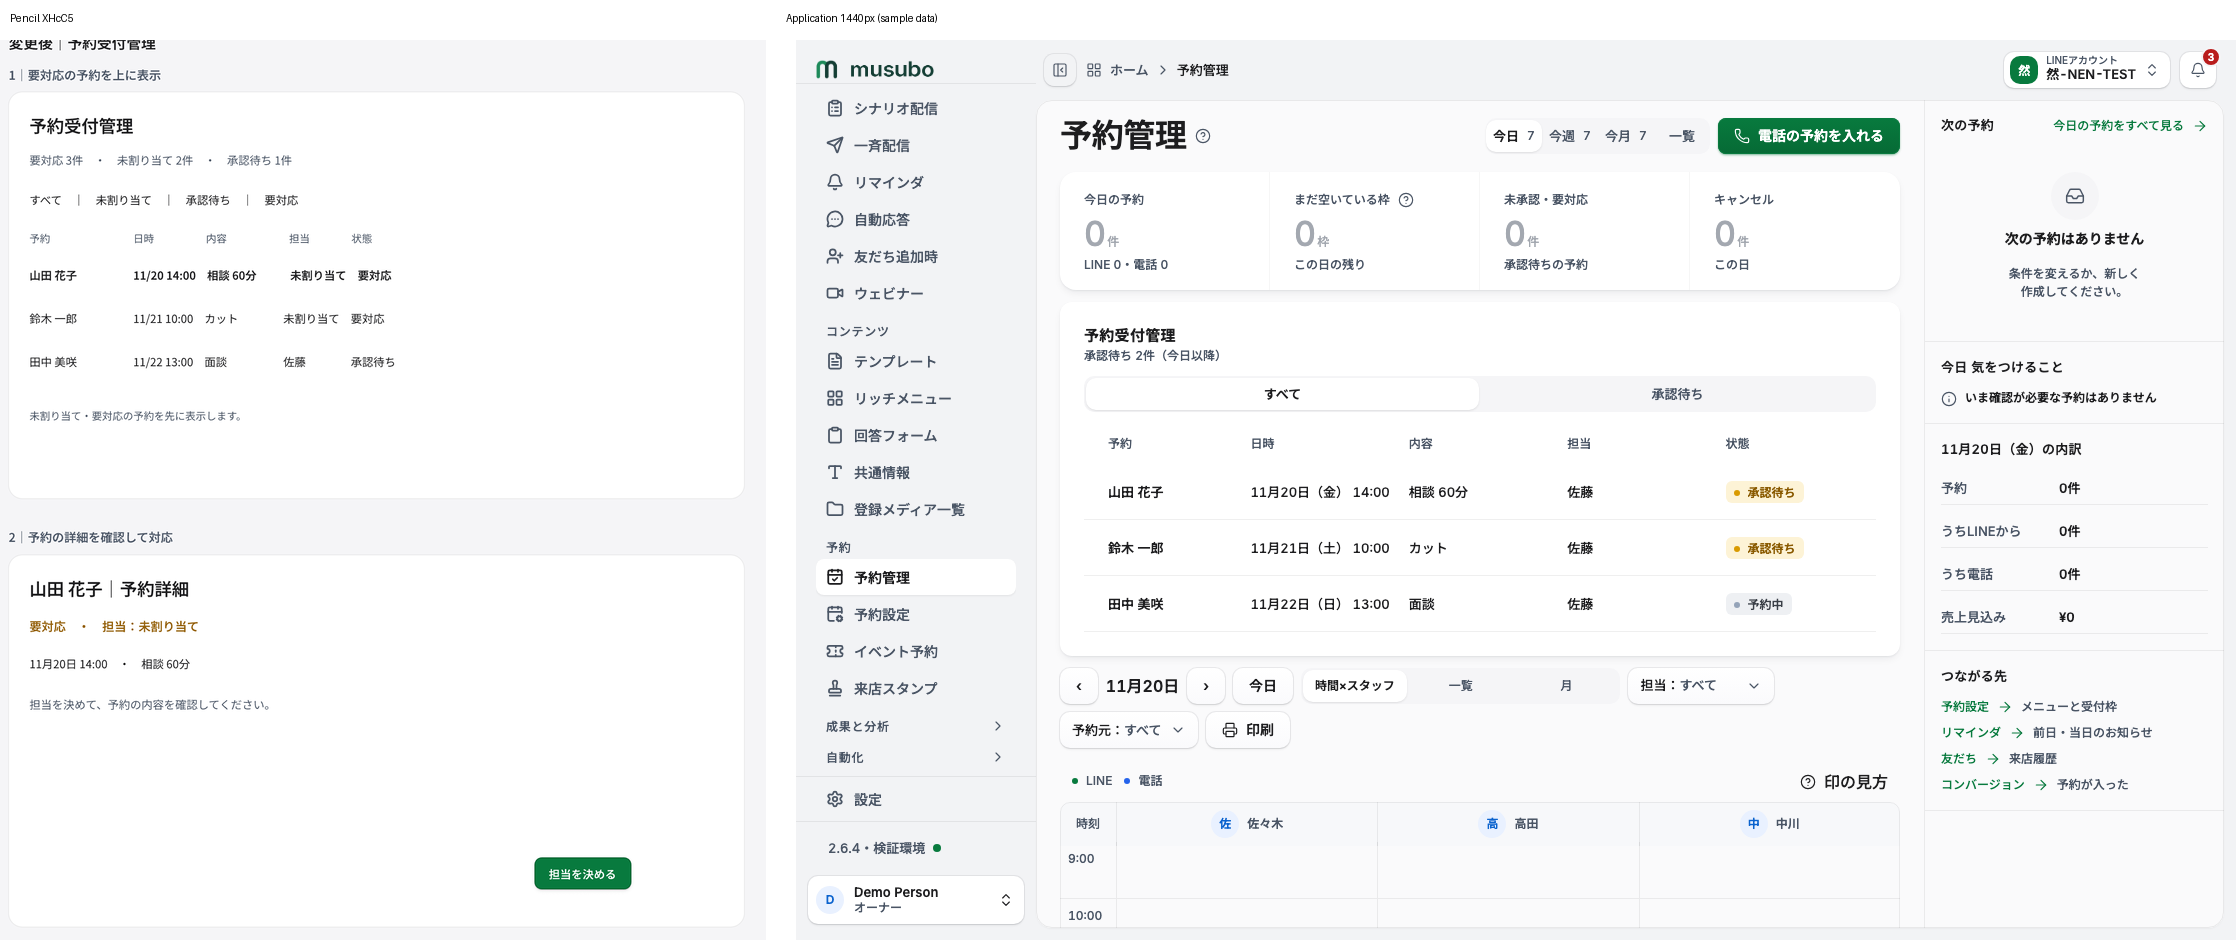 Pencil XHcC5
変更後｜予約受付管理
1｜要対応の予約を上に表示
予約受付管理
要対応 3件 ・ 未割り当て 2件 ・ 承認待ち 1件
すべて ｜ 未割り当て ｜ 承認待ち ｜ 要対応
予約 日時 内容 担当 状態
山田 花子 11/20 14:00 相談 60分 未割り当て 要対応
鈴木 一郎 11/21 10:00 カット 未割り当て 要対応
田中 美咲 11/22 13:00 面談 佐藤 承認待ち
未割り当て・要対応の予約を先に表示します。
2｜予約の詳細を確認して対応
山田 花子｜予約詳細
要対応 ・ 担当：未割り当て
11月20日 14:00 ・ 相談 60分
担当を決めて、予約の内容を確認してください。
担当を決める
Application 1440px (sample data)
musubo
シナリオ配信
一斉配信
リマインダ
自動応答
友だち追加時
ウェビナー
コンテンツ
テンプレート
リッチメニュー
回答フォーム
共通情報
登録メディア一覧
予約
予約管理
予約設定
イベント予約
来店スタンプ
成果と分析
自動化
設定
2.6.4・検証環境
D
Demo Person
オーナー
ホーム 予約管理
然
LINEアカウント
然-NEN-TEST
3
予約管理
今日 7 今週 7 今月 7 一覧
電話の予約を入れる
今日の予約
0件
LINE 0・電話 0
まだ空いている枠
0枠
この日の残り
未承認・要対応
0件
承認待ちの予約
キャンセル
0件
この日
予約受付管理
承認待ち 2件（今日以降）
すべて 承認待ち
予約 日時 内容 担当 状態
山田 花子 11月20日（金） 14:00 相談 60分 佐藤 承認待ち
鈴木 一郎 11月21日（土） 10:00 カット 佐藤 承認待ち
田中 美咲 11月22日（日） 13:00 面談 佐藤 予約中
‹ 11月20日 › 今日 時間×スタッフ 一覧 月 担当：すべて
予約元：すべて 印刷
LINE 電話 印の見方
時刻 佐 佐々木 高 高田 中 中川
9:00
10:00
次の予約 今日の予約をすべて見る
次の予約はありません
条件を変えるか、新しく
作成してください。
今日 気をつけること
いま確認が必要な予約はありません
11月20日（金）の内訳
予約 0件
うちLINEから 0件
うち電話 0件
売上見込み ¥0
つながる先
予約設定 → メニューと受付枠
リマインダ → 前日・当日のお知らせ
友だち → 来店履歴
コンバージョン → 予約が入った